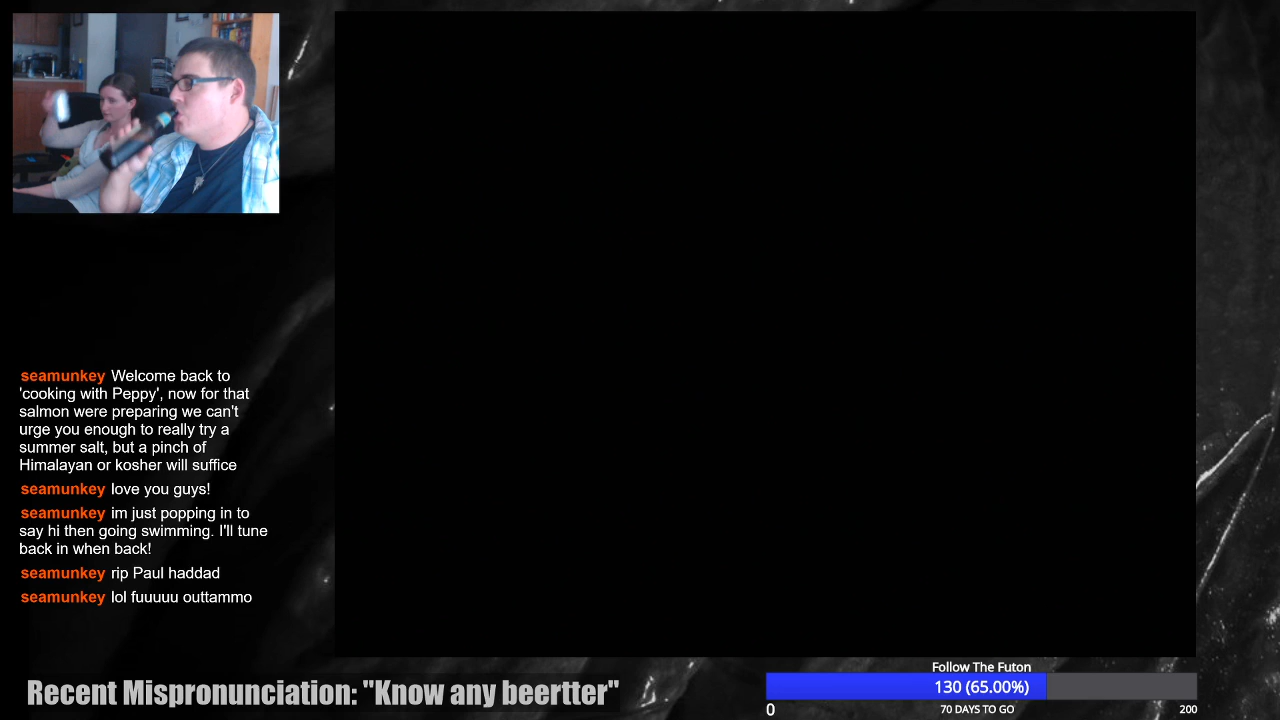 seamunkey Welcome back to
'cooking with Peppy', now for that
salmon were preparing we can't
urge you enough to really try a
summer salt, but a pinch of
Himalayan or kosher will suffice
seamunkey love you guys!
seamunkey im just popping in to
say hi then going swimming. I'll tune
back in when back!
seamunkey rip Paul haddad
seamunkey lol fuuuuu outtammo
Recent Mispronunciation: "Know any beertter"
Follow The Futon
130 (65.00%)
0 70 DAYS TO GO 200